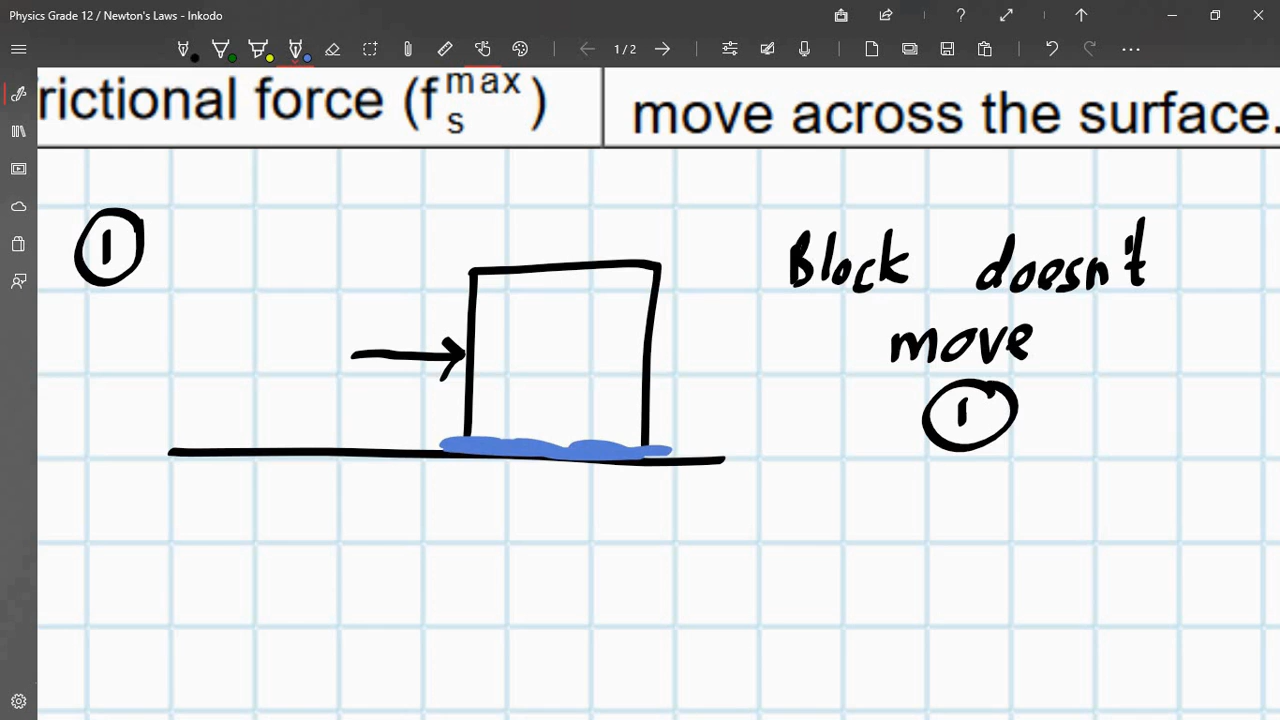 Physics Grade 12 / Newton's Laws - Inkodo
1 / 2
rictional force (f s max)
move across the surface.
1
Block doesn't
move
1